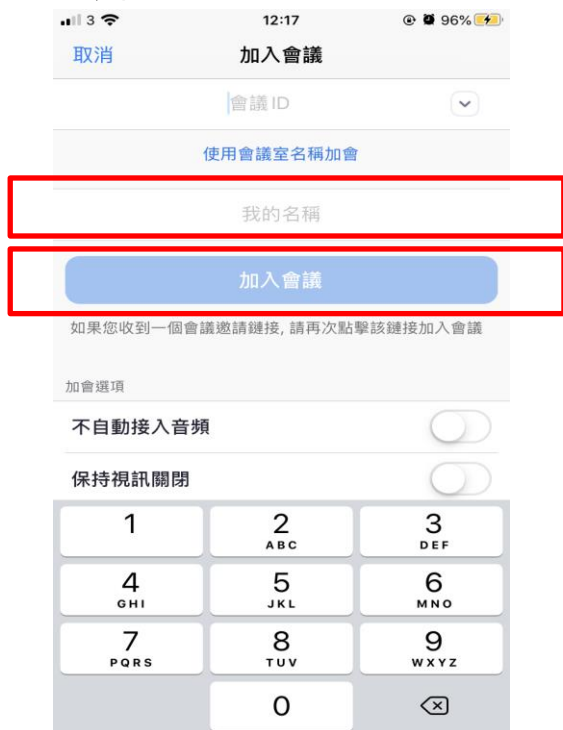 3 12:17 96%
取消 加入會議
會議 ID
使用會議室名稱加會
我的名稱
加入會議
如果您收到一個會議邀請鏈接, 請再次點擊該鏈接加入會議
加會選項
不自動接入音頻
保持視訊關閉
1 2 3
ABC DEF
4 5 6
GHI JKL MNO
7 8 9
PQRS TUV WXYZ
0